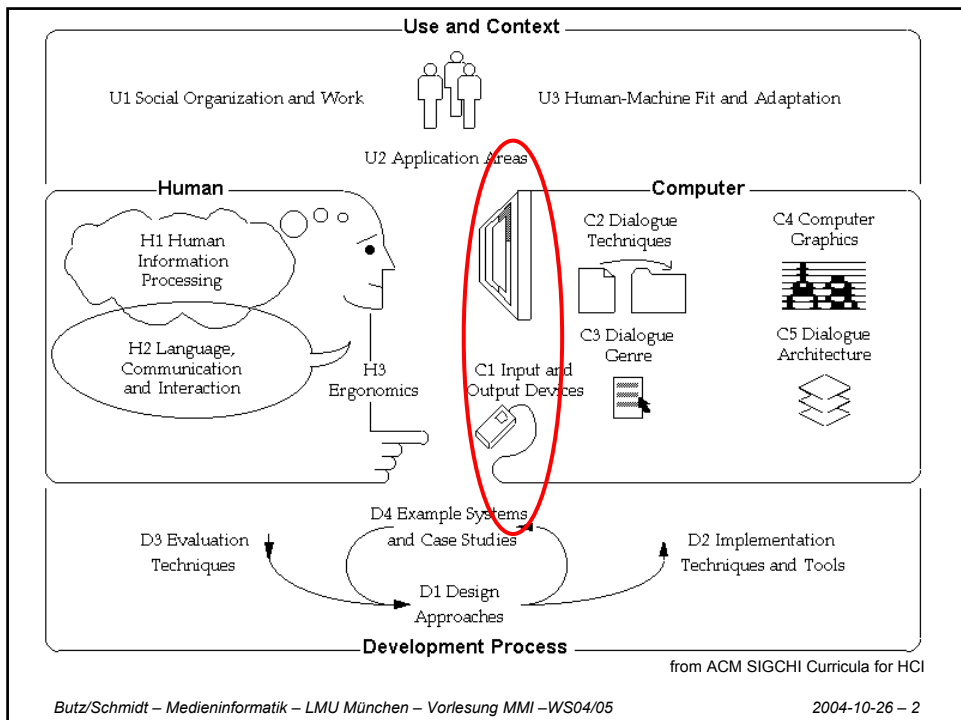 Use and Context
U1 Social Organization and Work
U3 Human-Machine Fit and Adaptation
U2 Application Areas
Human
H1 Human
Information
Processing
H2 Language,
Communication
and Interaction
H3
Ergonomics
Computer
C1 Input and
Output Devices
C2 Dialogue
Techniques
C3 Dialogue
Genre
C4 Computer
Graphics
C5 Dialogue
Architecture
D3 Evaluation
Techniques
D4 Example Systems
and Case Studies
D1 Design
Approaches
D2 Implementation
Techniques and Tools
Development Process
from ACM SIGCHI Curricula for HCI
Butz/Schmidt – Medieninformatik – LMU München – Vorlesung MMI –WS04/05
2004-10-26 – 2